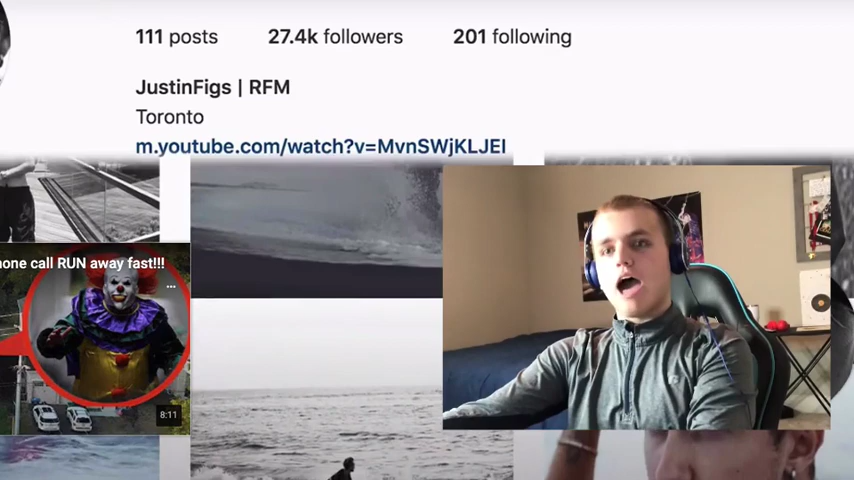 111 posts 27.4k followers 201 following
JustinFigs | RFM
Toronto
m.youtube.com/watch?v=MvnSWjKLJEI
one call RUN away fast!!!
8:11